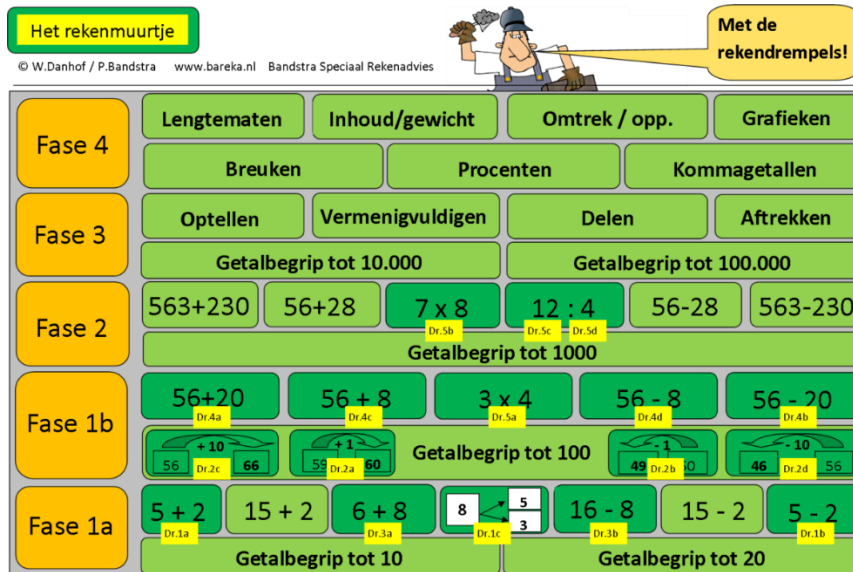 Het rekenmuurtje
Met de
rekendrempels!
© W.Danhof / P.Bandstra www.bareka.nl Bandstra Speciaal Rekenadvies
Fase 4
Lengtematen Inhoud/gewicht Omtrek / opp. Grafieken
Breuken Procenten Kommagetallen
Fase 3
Optellen Vermenigvuldigen Delen Aftrekken
Getalbegrip tot 10.000 Getalbegrip tot 100.000
Fase 2
563+230 56+28 7 x 8 12 : 4 56-28 563-230
Dr.5b Dr.5c Dr.5d
Getalbegrip tot 1000
Fase 1b
56+20 56 + 8 3 x 4 56 - 8 56 - 20
Dr.4a Dr.4c Dr.5a Dr.4d Dr.4b
+ 10 + 1 Getalbegrip tot 100 - 1 - 10
56 66 59 60 49 50 46 56
Dr.2c Dr.2a Dr.2b Dr.2d
Fase 1a
5 + 2 15 + 2 6 + 8 8 5 3 16 - 8 15 - 2 5 - 2
Dr.1a Dr.3a Dr.1c Dr.3b Dr.1b
Getalbegrip tot 10 Getalbegrip tot 20